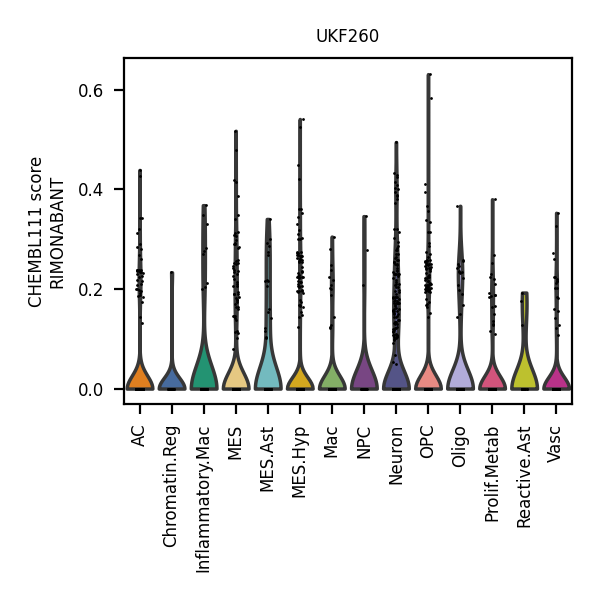 UKF260
CHEMBL111 score
RIMONABANT
0.6
0.4
0.2
0.0
AC
Chromatin.Reg
Inflammatory.Mac
MES
MES.Ast
MES.Hyp
Mac
NPC
Neuron
OPC
Oligo
Prolif.Metab
Reactive.Ast
Vasc